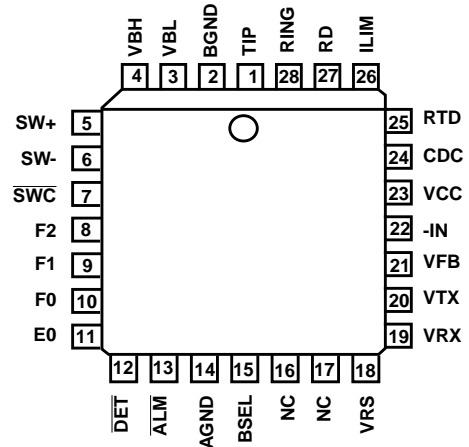 VBH VBL BGND TIP RING RD ILIM
4 3 2 1 28 27 26
SW+ 5 25 RTD
SW- 6 24 CDC
SWC 7 23 VCC
F2 8 22 -IN
F1 9 21 VFB
F0 10 20 VTX
E0 11 19 VRX
12 13 14 15 16 17 18
DET ALM AGND BSEL NC NC VRS